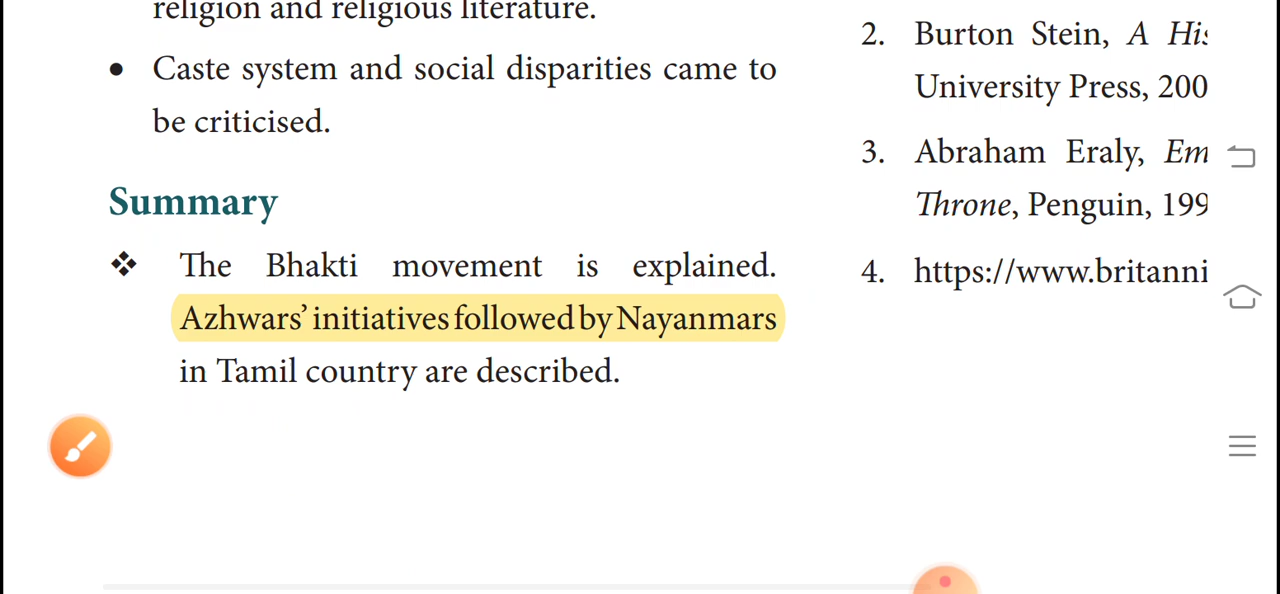 religion and religious literature.
• Caste system and social disparities came to
be criticised.
Summary
❖ The Bhakti movement is explained.
Azhwars' initiatives followed by Nayanmars
in Tamil country are described.
2. Burton Stein, A His
University Press, 200
3. Abraham Eraly, Em
Throne, Penguin, 199
4. https://www.britanni